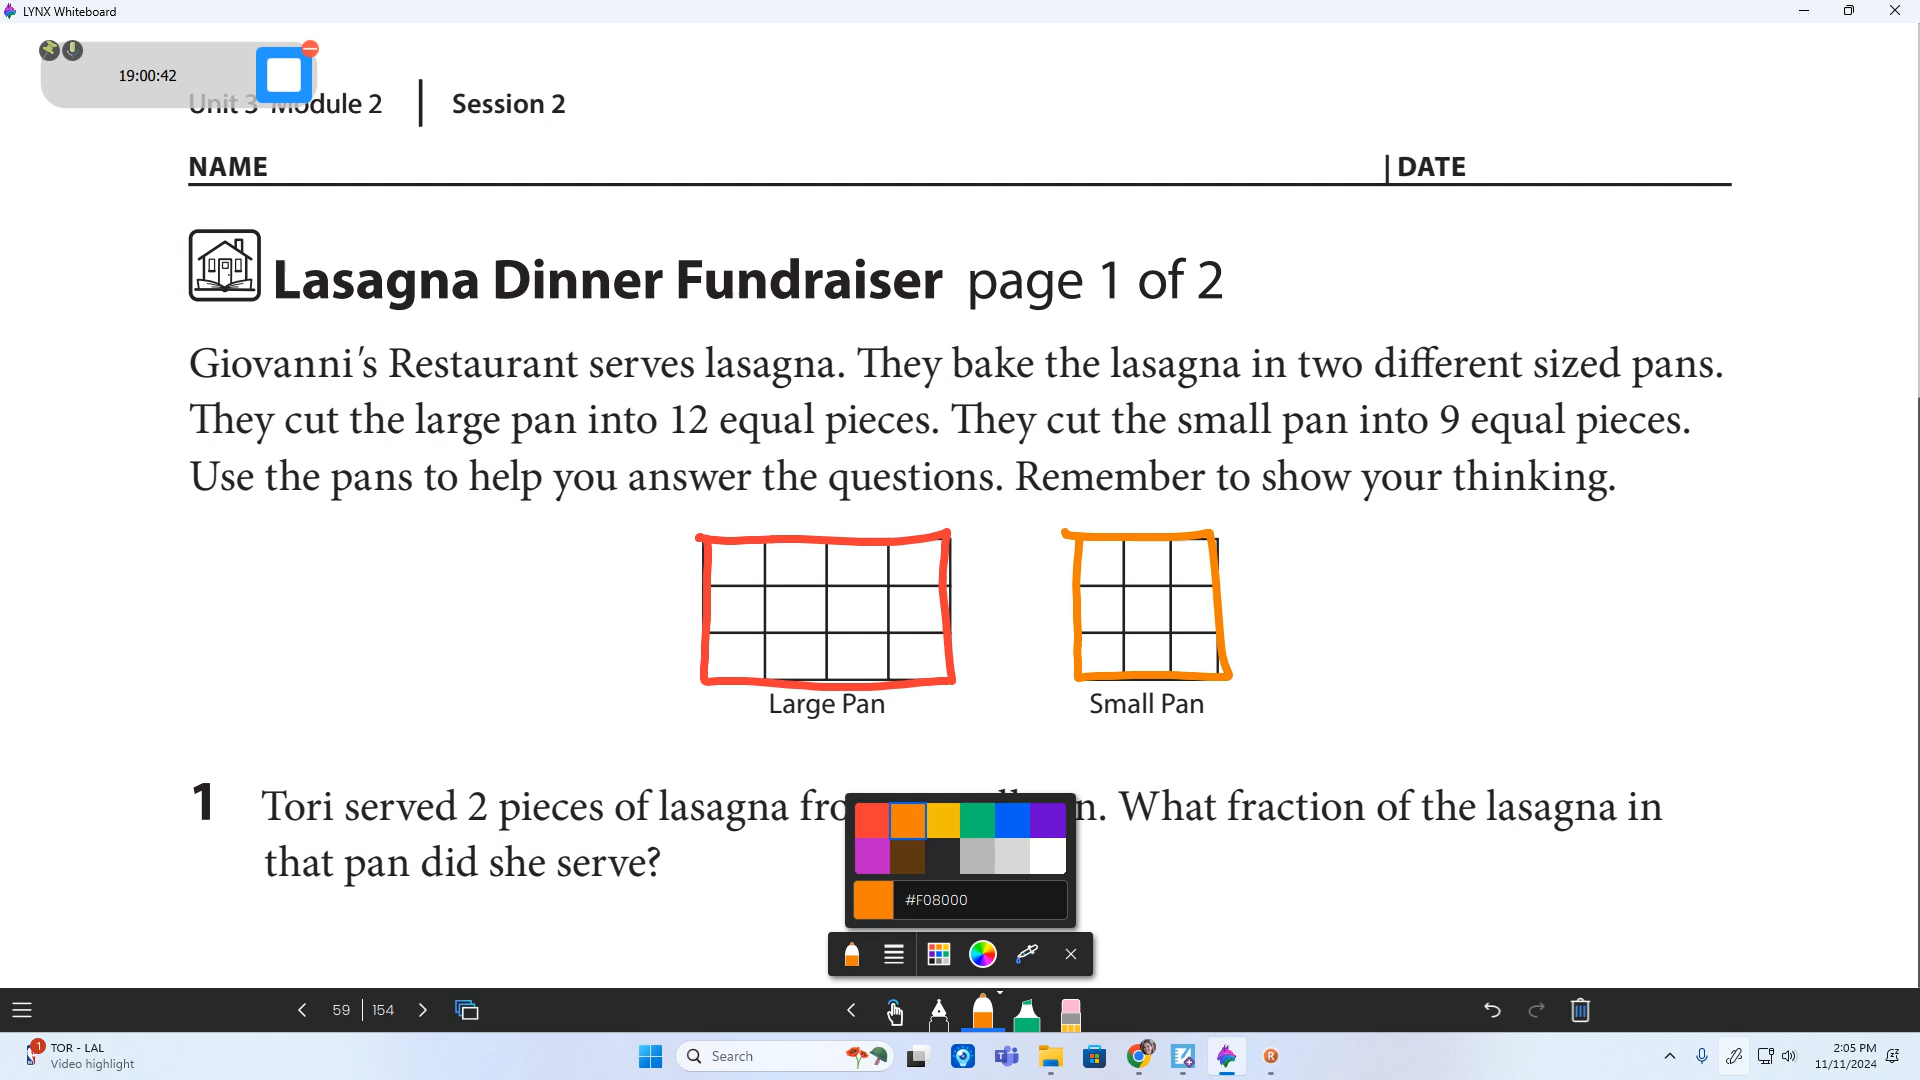 LYNX Whiteboard
19:00:42
Unit 3 Module 2 | Session 2
NAME | DATE
Lasagna Dinner Fundraiser page 1 of 2
Giovanni's Restaurant serves lasagna. They bake the lasagna in two different sized pans.
They cut the large pan into 12 equal pieces. They cut the small pan into 9 equal pieces.
Use the pans to help you answer the questions. Remember to show your thinking.
Large Pan Small Pan
1 Tori served 2 pieces of lasagna What fraction of the lasagna in
that pan did she serve?
#F08000
59 | 154
1
TOR - LAL
Video highlight
Search
R
2:05 PM
11/11/2024